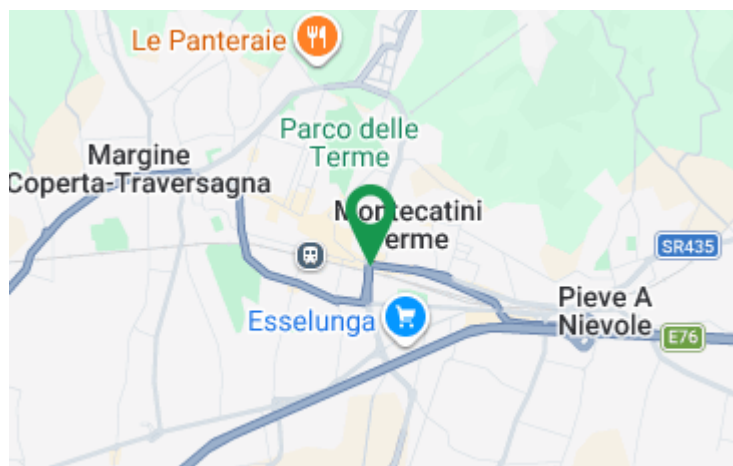 Le Panteraie
Parco delle
Terme
Margine
Coperta-Traversagna
Montecatini
Terme
SR435
Pieve A
Nievole
Esselunga
E76